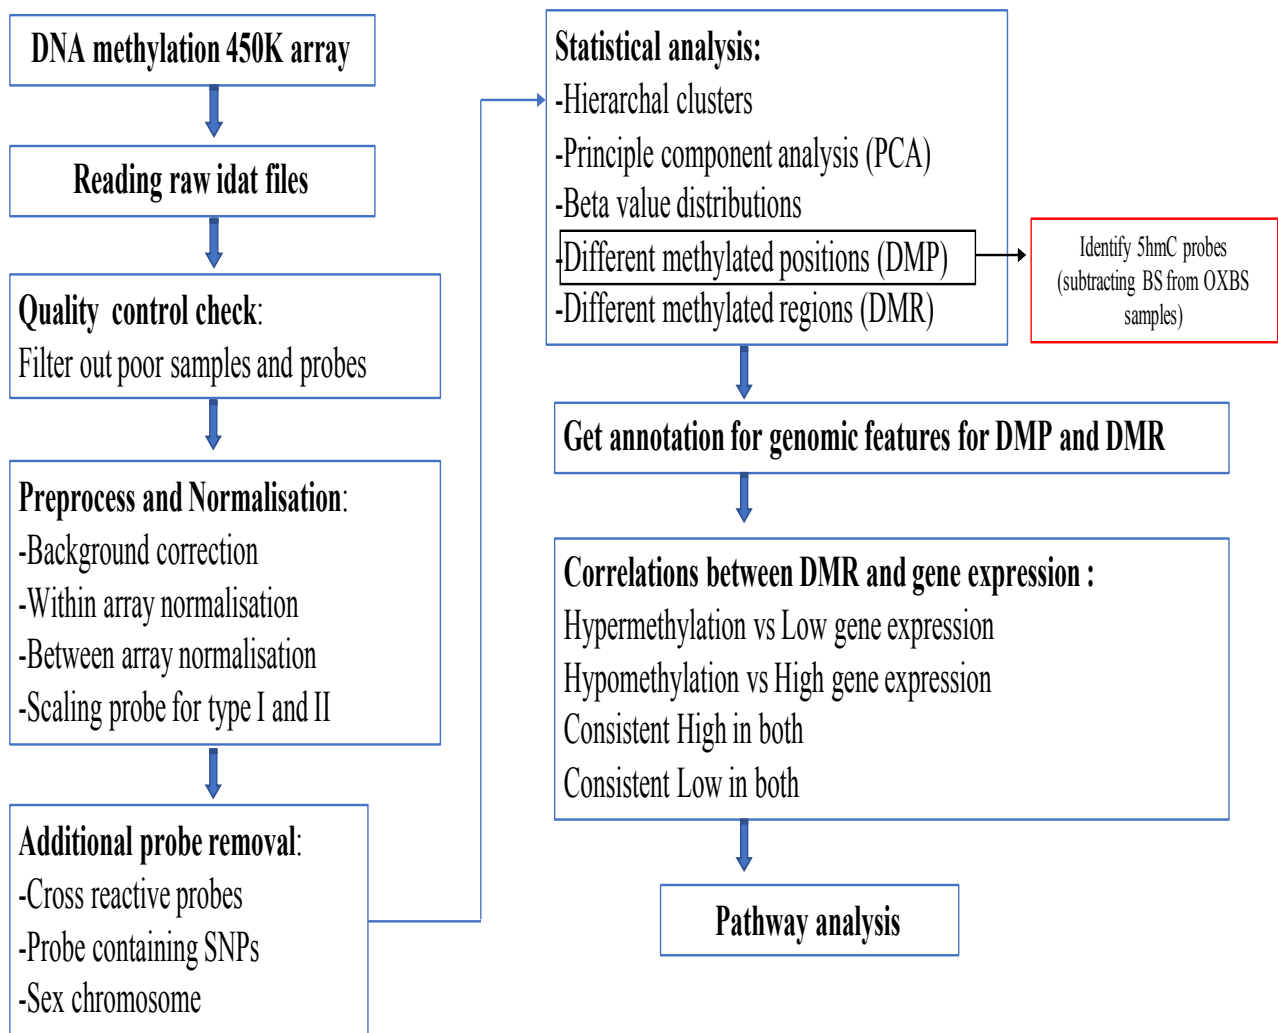 DNA methylation 450K array
Reading raw idat files
Quality control check:
Filter out poor samples and probes
Preprocess and Normalisation:
-Background correction
-Within array normalisation
-Between array normalisation
-Scaling probe for type I and II
Additional probe removal:
-Cross reactive probes
-Probe containing SNPs
-Sex chromosome
Statistical analysis:
-Hierarchal clusters
-Principle component analysis (PCA)
-Beta value distributions
-Different methylated positions (DMP)
-Different methylated regions (DMR)
Identify 5hmC probes
(subtracting BS from OXBS
samples)
Get annotation for genomic features for DMP and DMR
Correlations between DMR and gene expression :
Hypermethylation vs Low gene expression
Hypomethylation vs High gene expression
Consistent High in both
Consistent Low in both
Pathway analysis